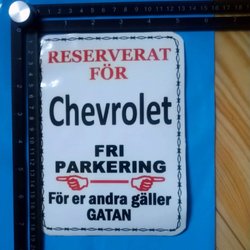 RESERVERAT
FÖR
Chevrolet
FRI
PARKERING
För er andra gäller
GATAN